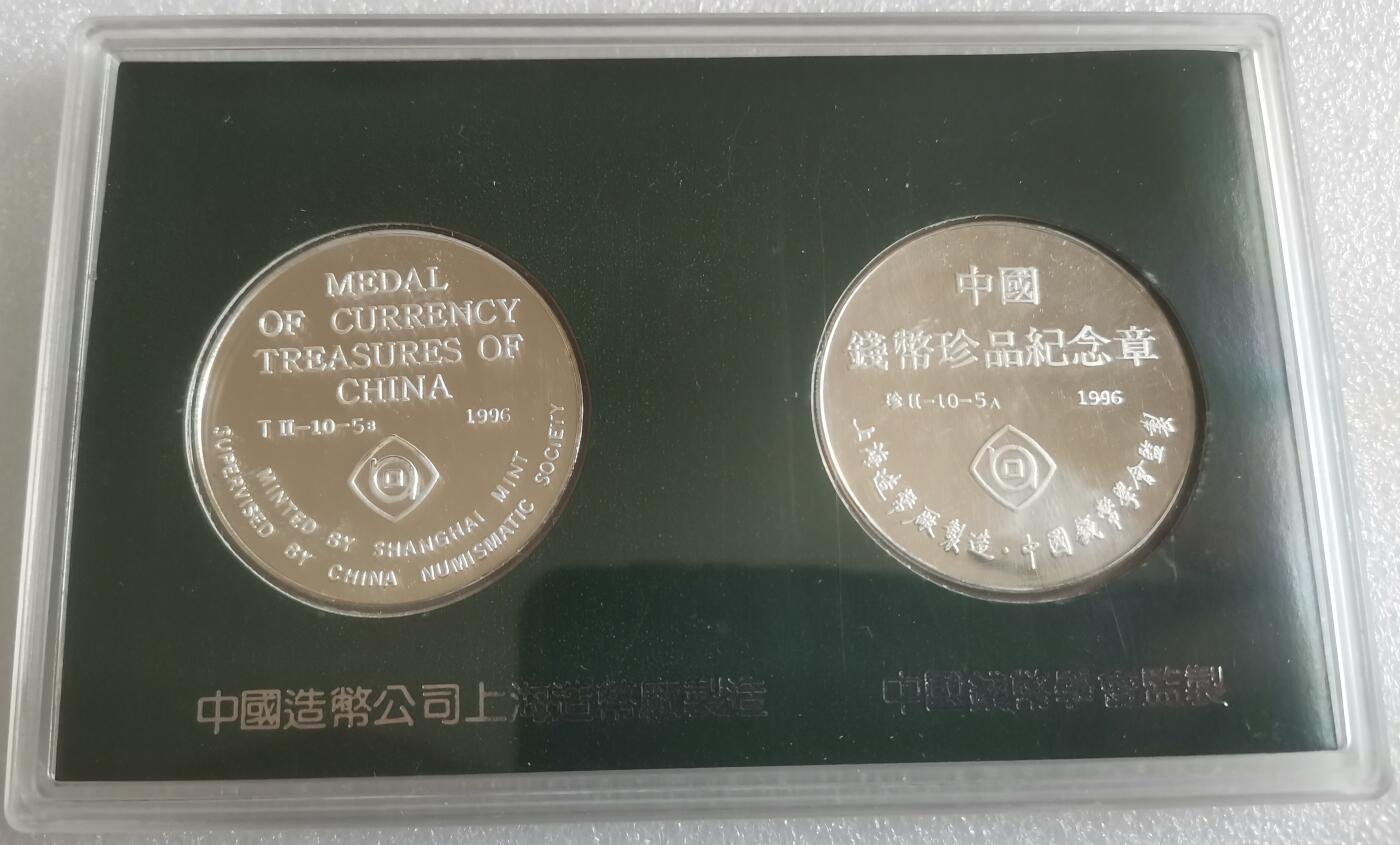 MEDAL
OF CURRENCY
TREASURES OF
CHINA
T II-10-5B 1996
MINTED BY SHANGHAI MINT
SUPERVISED BY CHINA NUMISMATIC SOCIETY
中國
錢幣珍品紀念章
珍II-10-5A 1996
上海造幣厰製造·中國錢幣學會監製
中國造幣公司上海造幣廠製造
中國錢幣學會監製